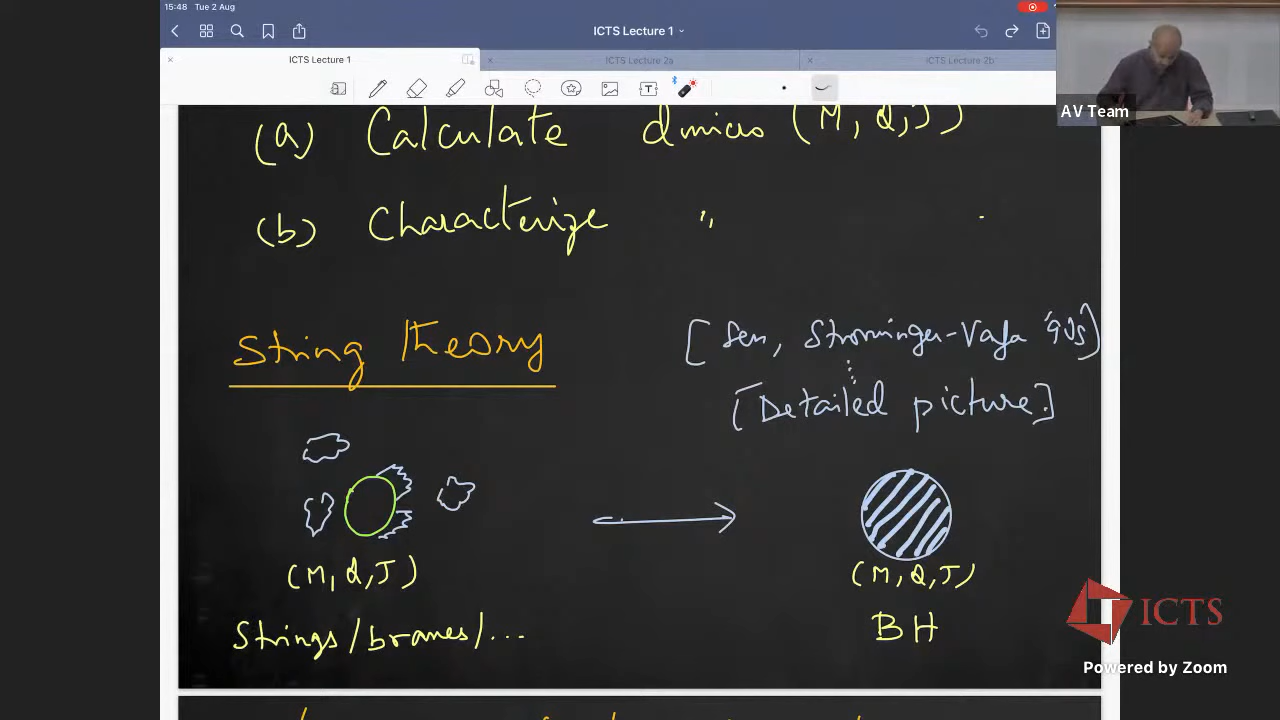 15:48 Tue 2 Aug
ICTS Lecture 1
ICTS Lecture 1
ICTS Lecture 2a
ICTS Lecture 2b
AV Team
(a) Calculate dmicro (M, Q, J)
(b) Characterize "
String theory
[Sen, Strominger-Vafa '90s]
[Detailed picture.]
(M, Q, J)
(M, Q, J)
Strings/branes/...
BH
ICTS
Powered by Zoom